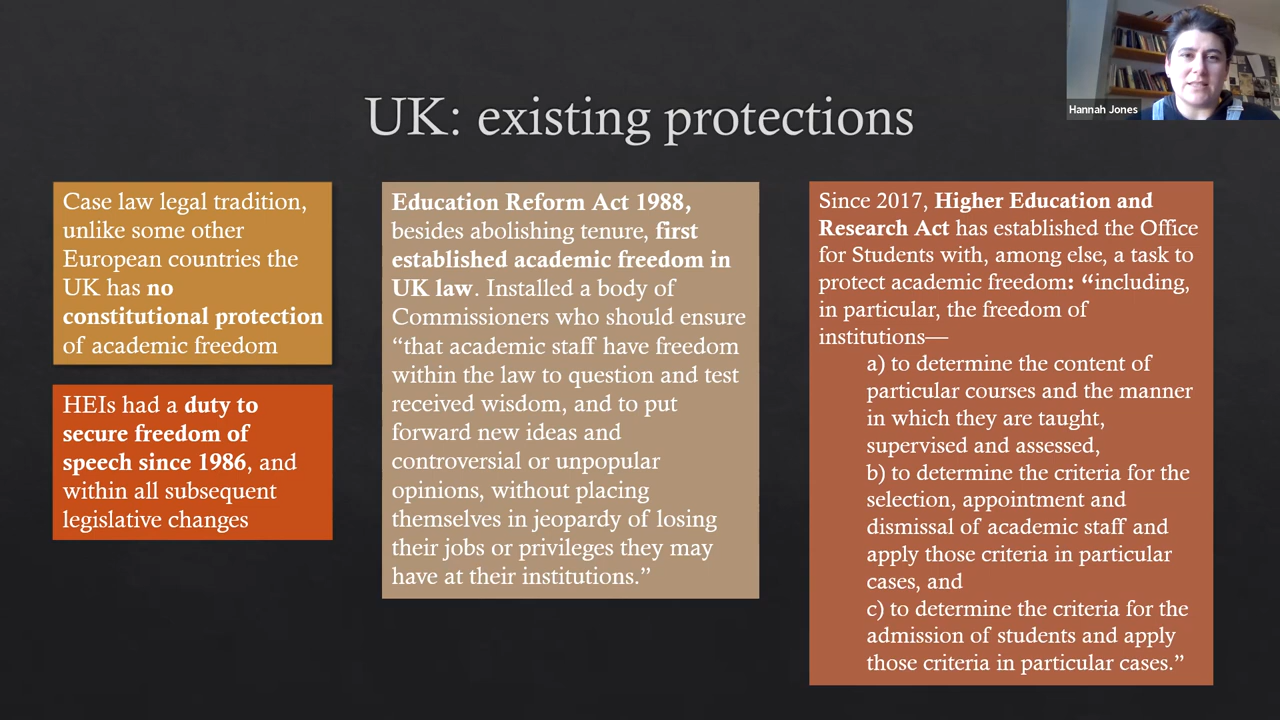 Hannah Jones
UK: existing protections
Case law legal tradition,
unlike some other
European countries the
UK has no
constitutional protection
of academic freedom
HEIs had a duty to
secure freedom of
speech since 1986, and
within all subsequent
legislative changes
Education Reform Act 1988,
besides abolishing tenure, first
established academic freedom in
UK law. Installed a body of
Commissioners who should ensure
“that academic staff have freedom
within the law to question and test
received wisdom, and to put
forward new ideas and
controversial or unpopular
opinions, without placing
themselves in jeopardy of losing
their jobs or privileges they may
have at their institutions.”
Since 2017, Higher Education and
Research Act has established the Office
for Students with, among else, a task to
protect academic freedom: “including,
in particular, the freedom of
institutions—
a) to determine the content of
particular courses and the manner
in which they are taught,
supervised and assessed,
b) to determine the criteria for the
selection, appointment and
dismissal of academic staff and
apply those criteria in particular
cases, and
c) to determine the criteria for the
admission of students and apply
those criteria in particular cases.”